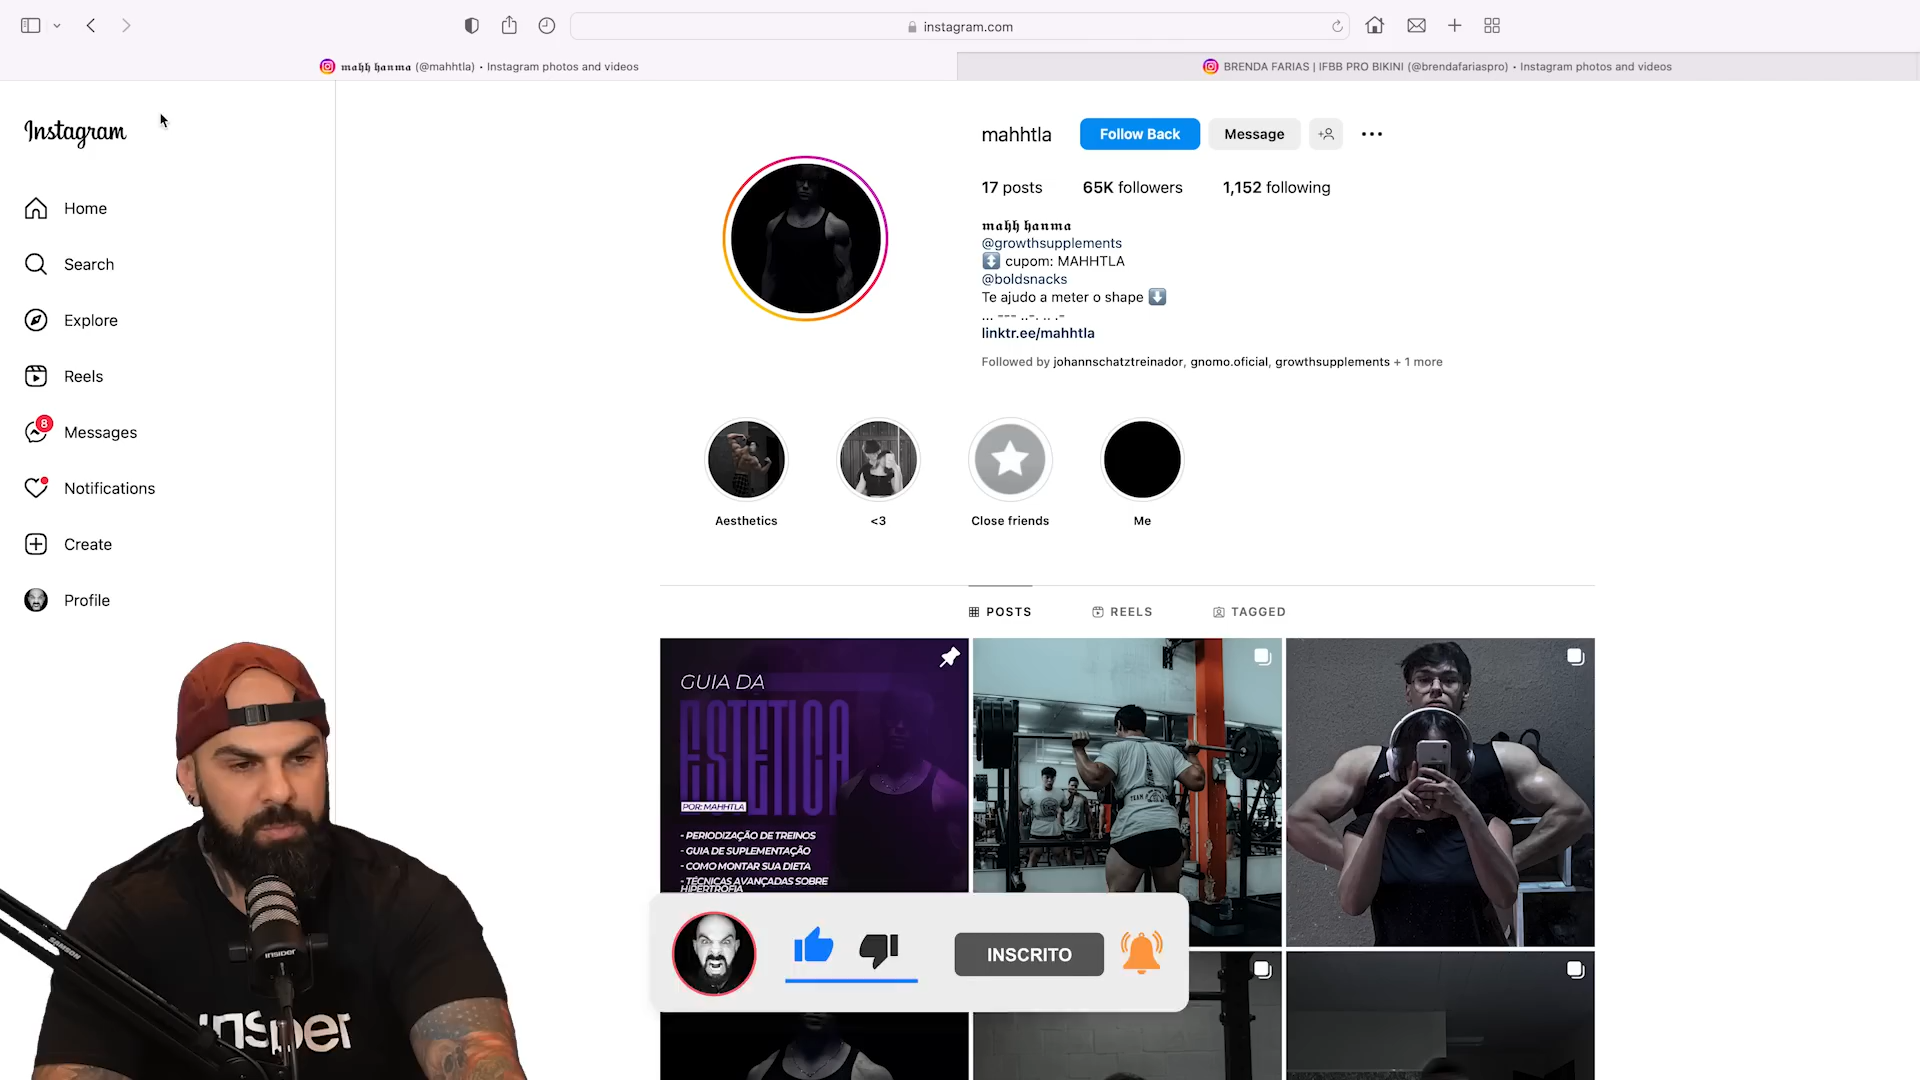 instagram.com
𝖒𝖆𝖍𝖍 𝖍𝖆𝖓𝖒𝖆 (@mahhtla) • Instagram photos and videos
BRENDA FARIAS | IFBB PRO BIKINI (@brendafariaspro) • Instagram photos and videos
Instagram
Home
Search
Explore
Reels
8
Messages
Notifications
Create
Profile
mahhtla
Follow Back
Message
17 posts
65K followers
1,152 following
𝖒𝖆𝖍𝖍 𝖍𝖆𝖓𝖒𝖆
@growthsupplements
↕️ cupom: MAHHTLA
@boldsnacks
Te ajudo a meter o shape ⬇️
... --- ..-. .. .-
linktr.ee/mahhtla
Followed by johannschatztreinador, gnomo.oficial, growthsupplements + 1 more
Aesthetics
<3
Close friends
Me
POSTS
REELS
TAGGED
GUIA DA
ESTETICA
POR: MAHHTLA
- PERIODIZAÇÃO DE TREINOS
- GUIA DE SUPLEMENTAÇÃO
- COMO MONTAR SUA DIETA
- TÉCNICAS AVANÇADAS SOBRE
HIPERTROFIA
INSCRITO
SAMSON
INSIDER